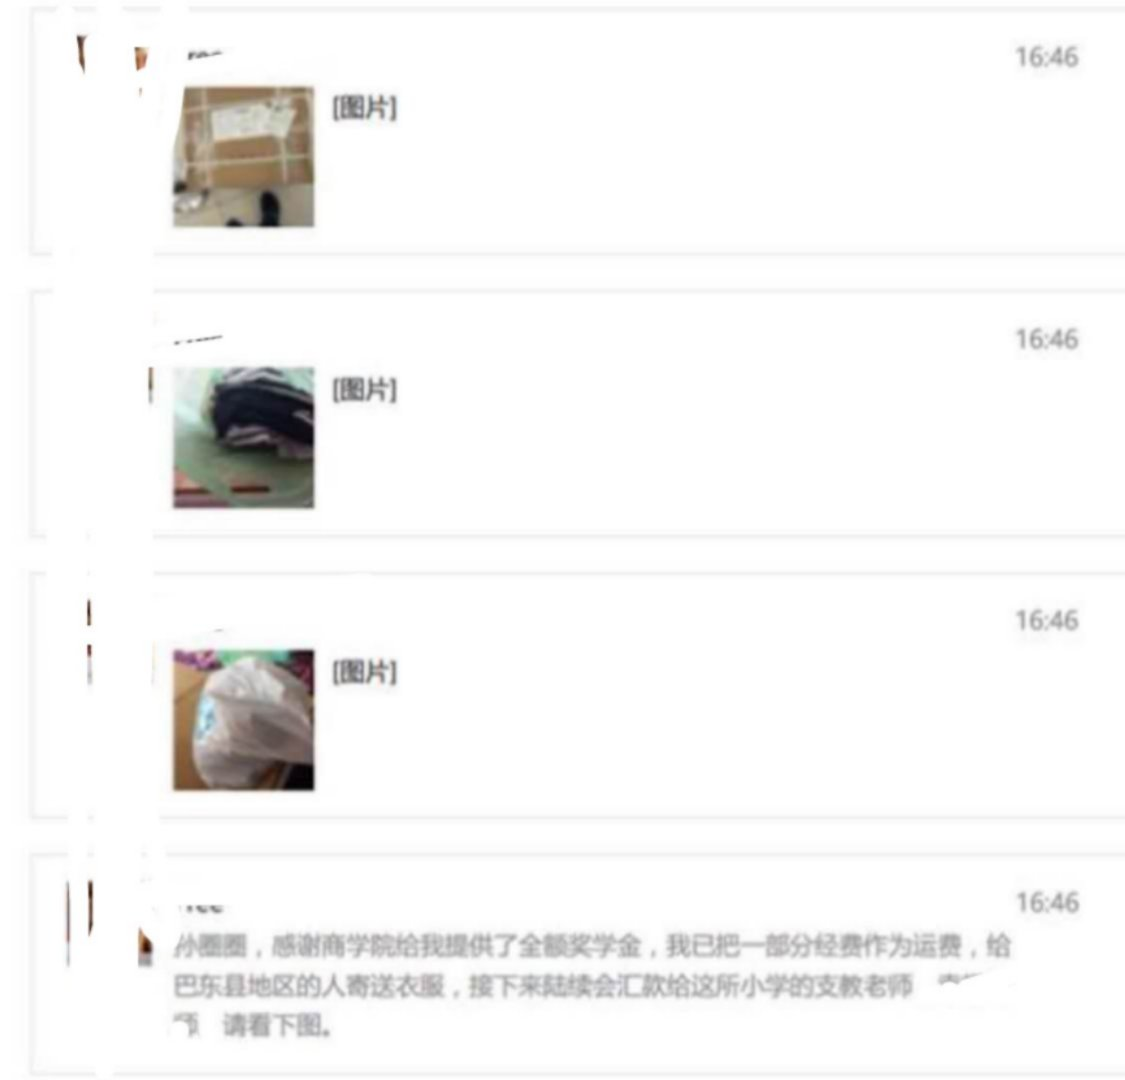 16:46
[图片]
16:46
[图片]
16:46
[图片]
16:46
孙圈圈，感谢商学院给我提供了全额奖学金，我已把一部分经费作为运费，给
巴东县地区的人寄送衣服，接下来陆续会汇款给这所小学的支教老师
师 请看下图。